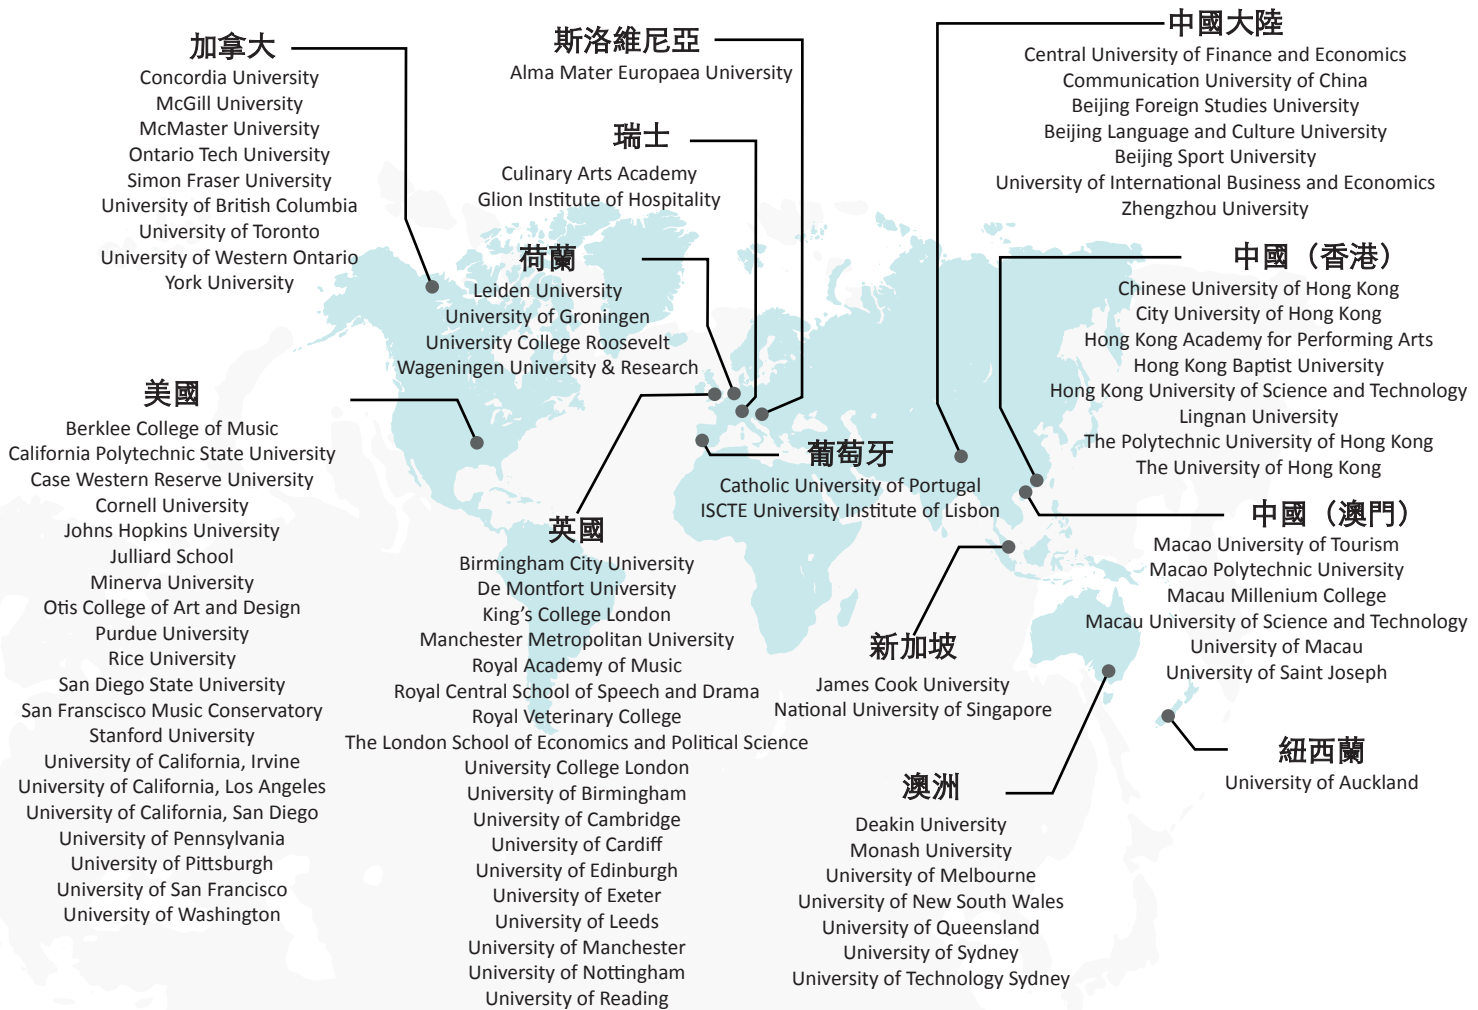 加拿大
Concordia University
McGill University
McMaster University
Ontario Tech University
Simon Fraser University
University of British Columbia
University of Toronto
University of Western Ontario
York University
斯洛維尼亞
Alma Mater Europaea University
瑞士
Culinary Arts Academy
Glion Institute of Hospitality
荷蘭
Leiden University
University of Groningen
University College Roosevelt
Wageningen University & Research
中國大陸
Central University of Finance and Economics
Communication University of China
Beijing Foreign Studies University
Beijing Language and Culture University
Beijing Sport University
University of International Business and Economics
Zhengzhou University
中國（香港）
Chinese University of Hong Kong
City University of Hong Kong
Hong Kong Academy for Performing Arts
Hong Kong Baptist University
Hong Kong University of Science and Technology
Lingnan University
The Polytechnic University of Hong Kong
The University of Hong Kong
美國
Berklee College of Music
California Polytechnic State University
Case Western Reserve University
Cornell University
Johns Hopkins University
Julliard School
Minerva University
Otis College of Art and Design
Purdue University
Rice University
San Diego State University
San Franscisco Music Conservatory
Stanford University
University of California, Irvine
University of California, Los Angeles
University of California, San Diego
University of Pennsylvania
University of Pittsburgh
University of San Francisco
University of Washington
葡萄牙
Catholic University of Portugal
ISCTE University Institute of Lisbon
英國
Birmingham City University
De Montfort University
King's College London
Manchester Metropolitan University
Royal Academy of Music
Royal Central School of Speech and Drama
Royal Veterinary College
The London School of Economics and Political Science
University College London
University of Birmingham
University of Cambridge
University of Cardiff
University of Edinburgh
University of Exeter
University of Leeds
University of Manchester
University of Nottingham
University of Reading
中國（澳門）
Macao University of Tourism
Macao Polytechnic University
Macau Millenium College
Macau University of Science and Technology
University of Macau
University of Saint Joseph
新加坡
James Cook University
National University of Singapore
紐西蘭
University of Auckland
澳洲
Deakin University
Monash University
University of Melbourne
University of New South Wales
University of Queensland
University of Sydney
University of Technology Sydney